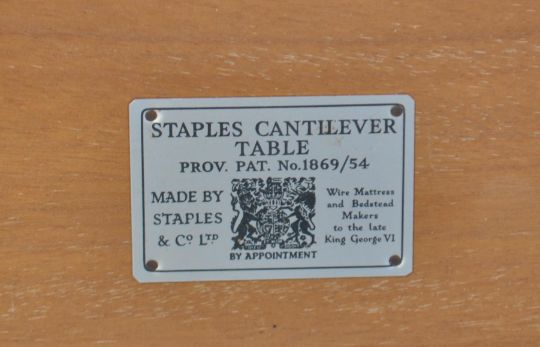 STAPLES CANTILEVER
TABLE
PROV. PAT. No.1869/54
MADE BY
STAPLES
& Co LTD
BY APPOINTMENT
Wire Mattress
and Bedstead
Makers
to the late
King George VI